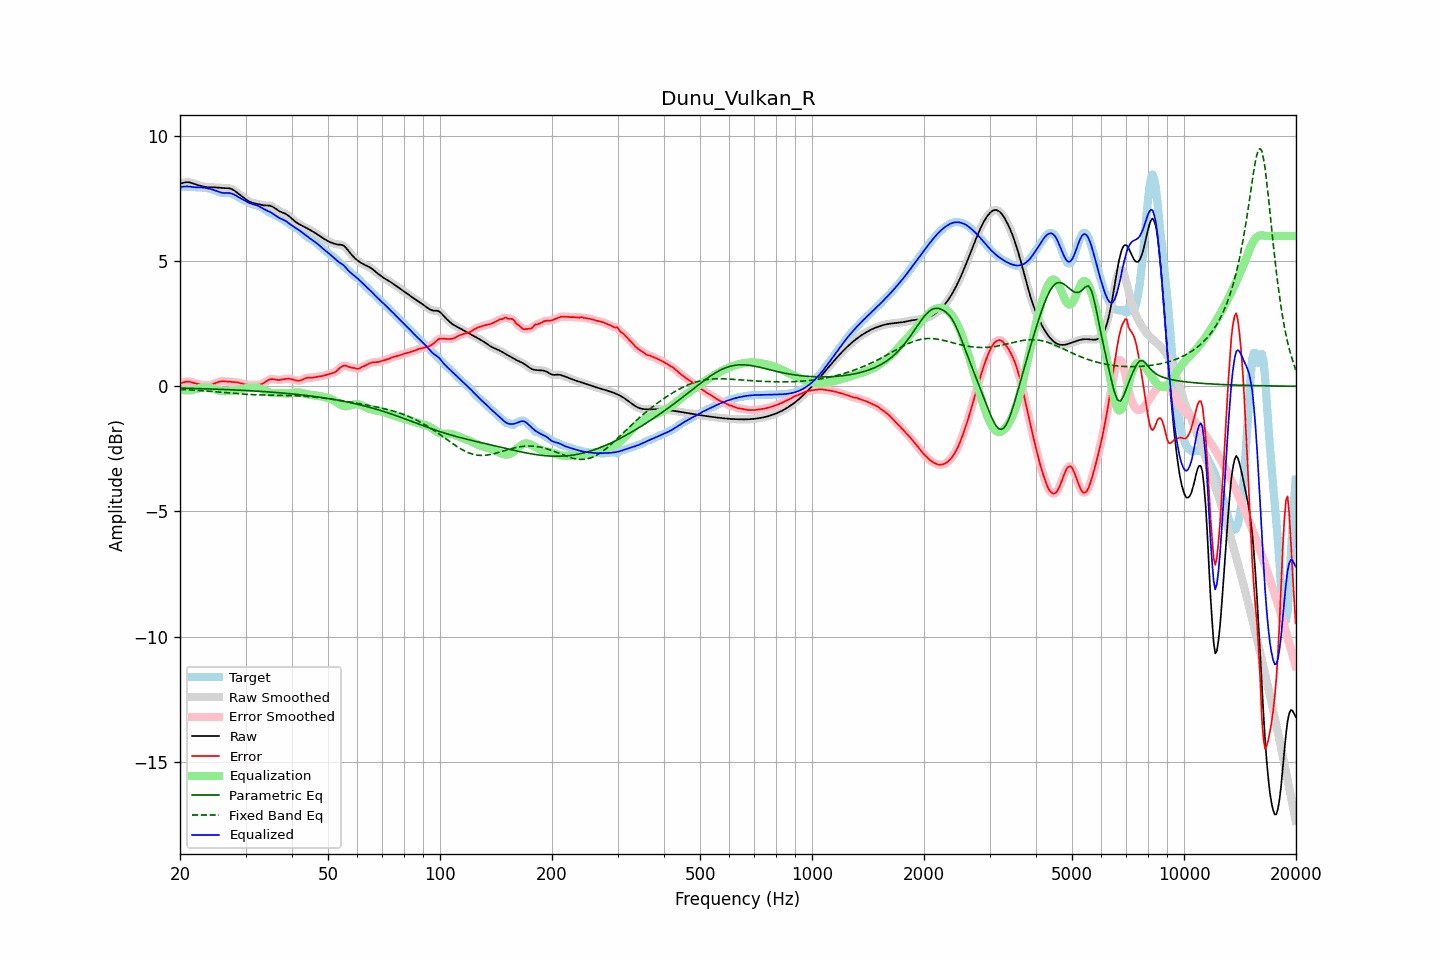 Dunu_Vulkan_R
10
5
0
−5
−10
−15
Amplitude (dBr)
Target
Raw Smoothed
Error Smoothed
Raw
Error
Equalization
Parametric Eq
Fixed Band Eq
Equalized
20 50 100 200 500 1000 2000 5000 10000 20000
Frequency (Hz)